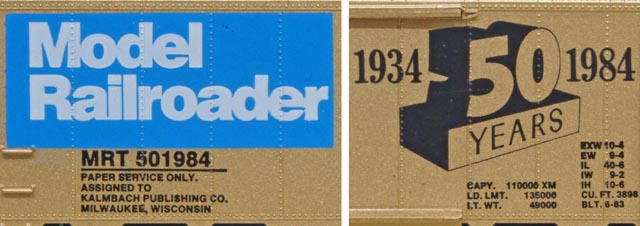 Model
Railroader
MRT 501984
PAPER SERVICE ONLY.
ASSIGNED TO
KALMBACH PUBLISHING CO.
MILWAUKEE, WISCONSIN
1934 50 1984
YEARS
EXW 10-4
EW 9-4
IL 40-6
IW 9-2
IH 10-6
CU. FT. 3898
BLT. 6-83
CAPY. 110000 XM
LD. LMT. 135000
LT. WT. 49000